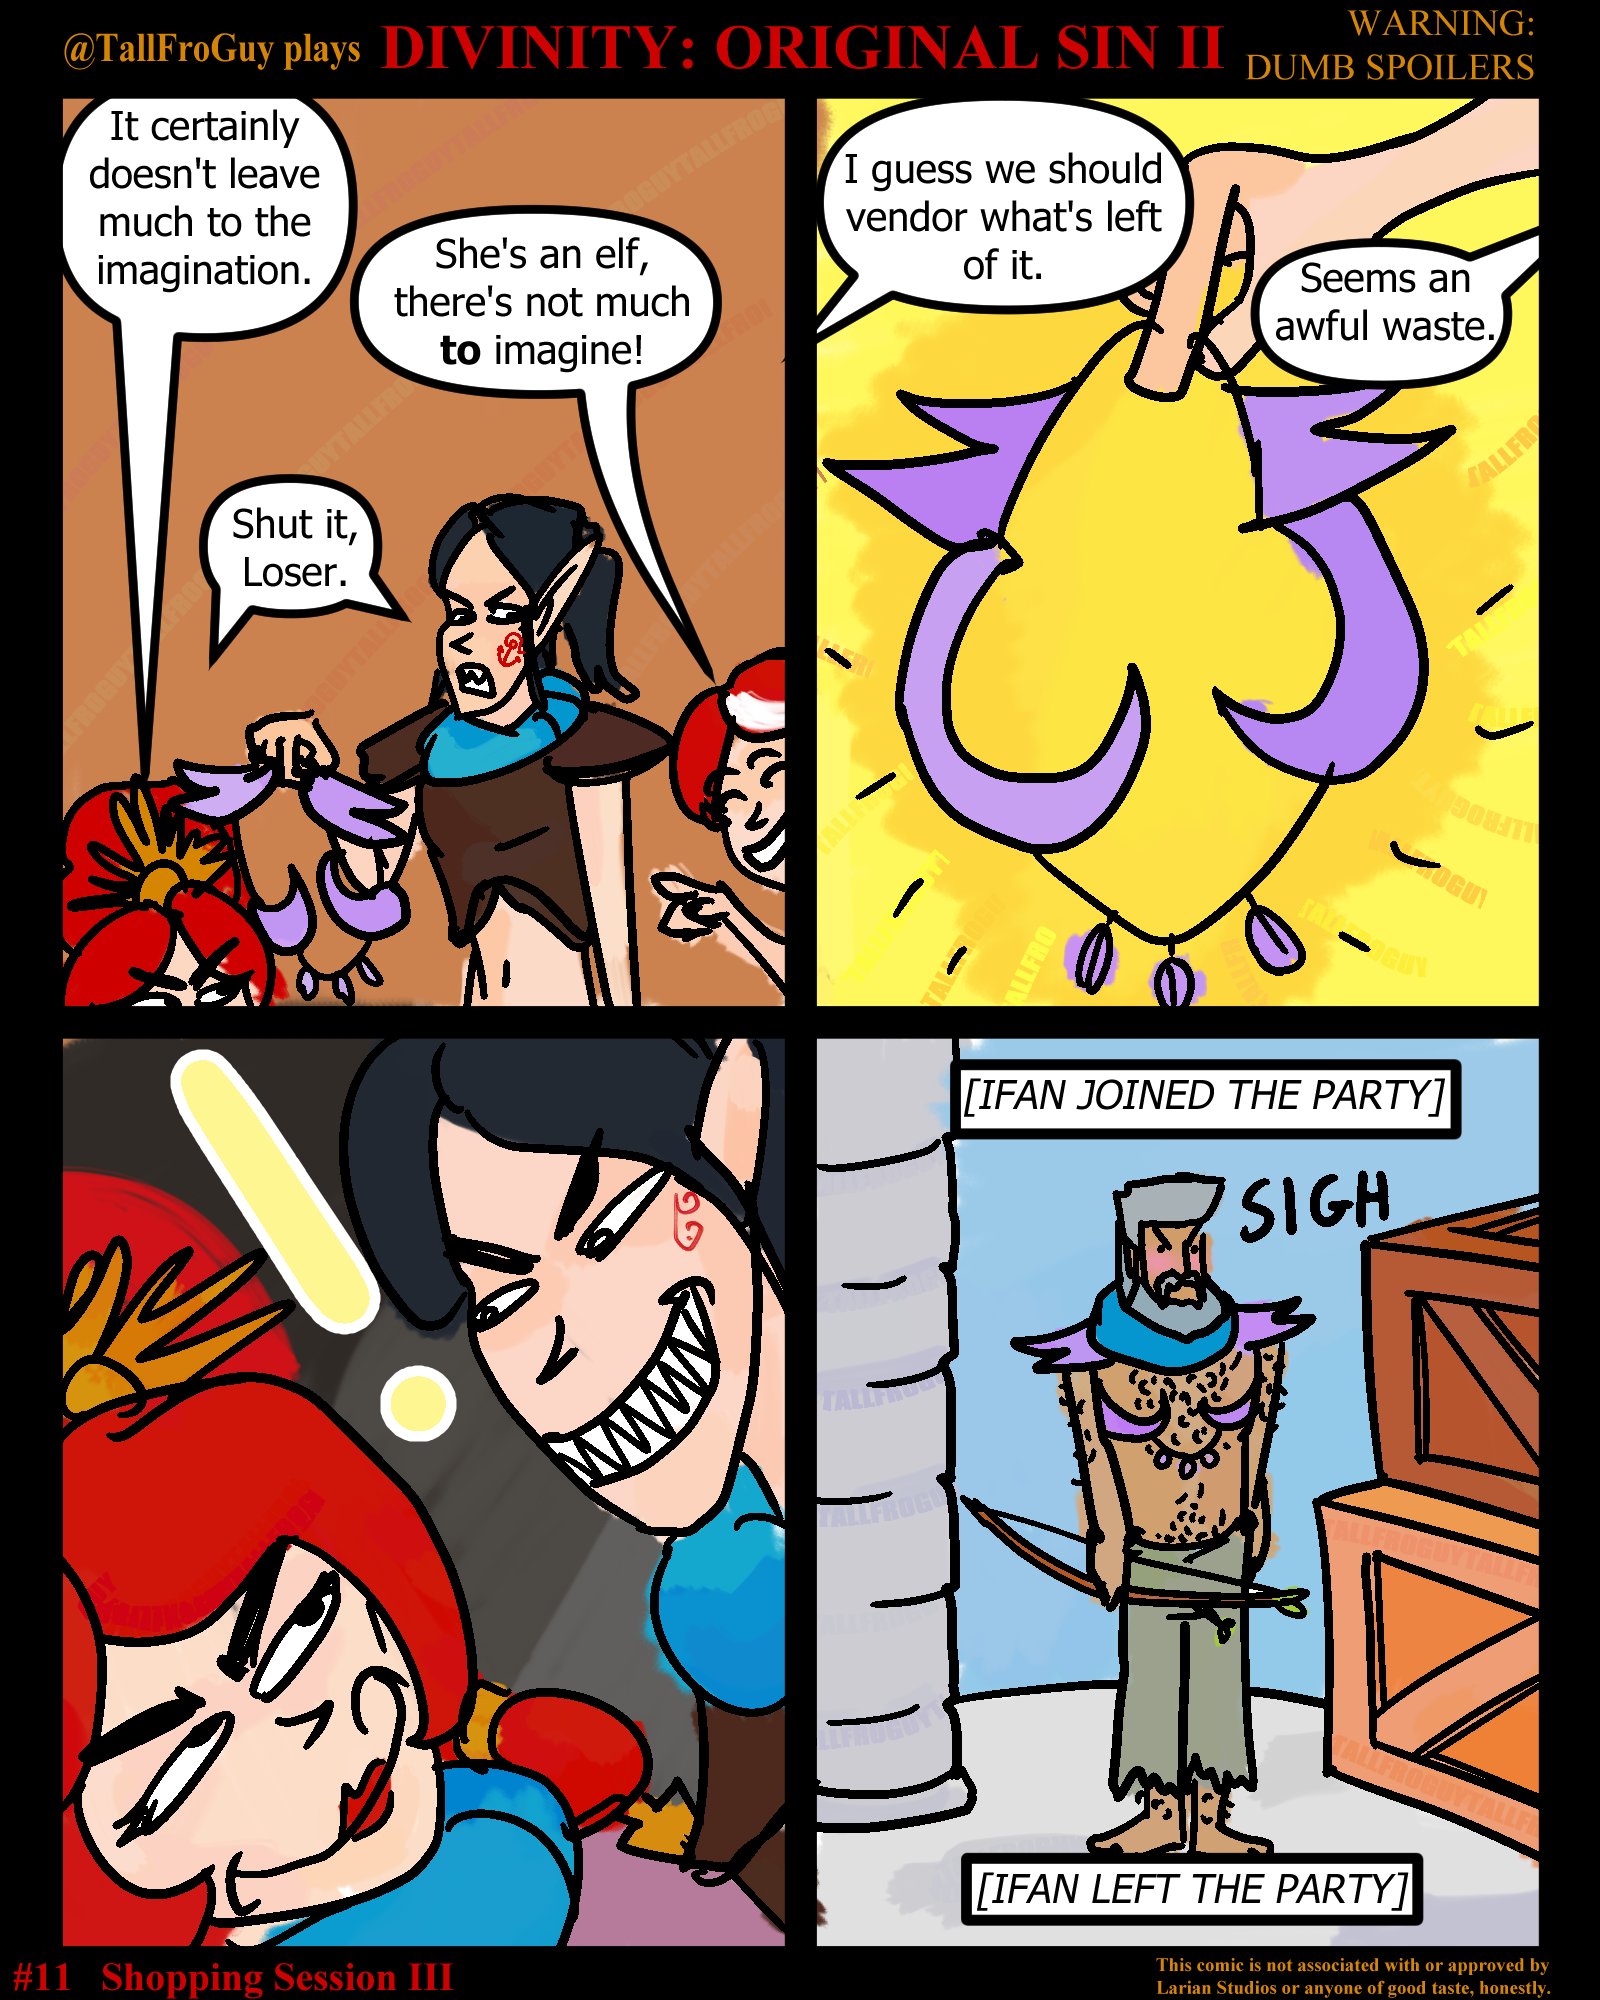 @TallFroGuy plays DIVINITY: ORIGINAL SIN II
WARNING:
DUMB SPOILERS
It certainly
doesn't leave
much to the
imagination.
She's an elf,
there's not much
to imagine!
Shut it,
Loser.
I guess we should
vendor what's left
of it.
Seems an
awful waste.
[IFAN JOINED THE PARTY]
SIGH
[IFAN LEFT THE PARTY]
#11 Shopping Session III
This comic is not associated with or approved by
Larian Studios or anyone of good taste, honestly.